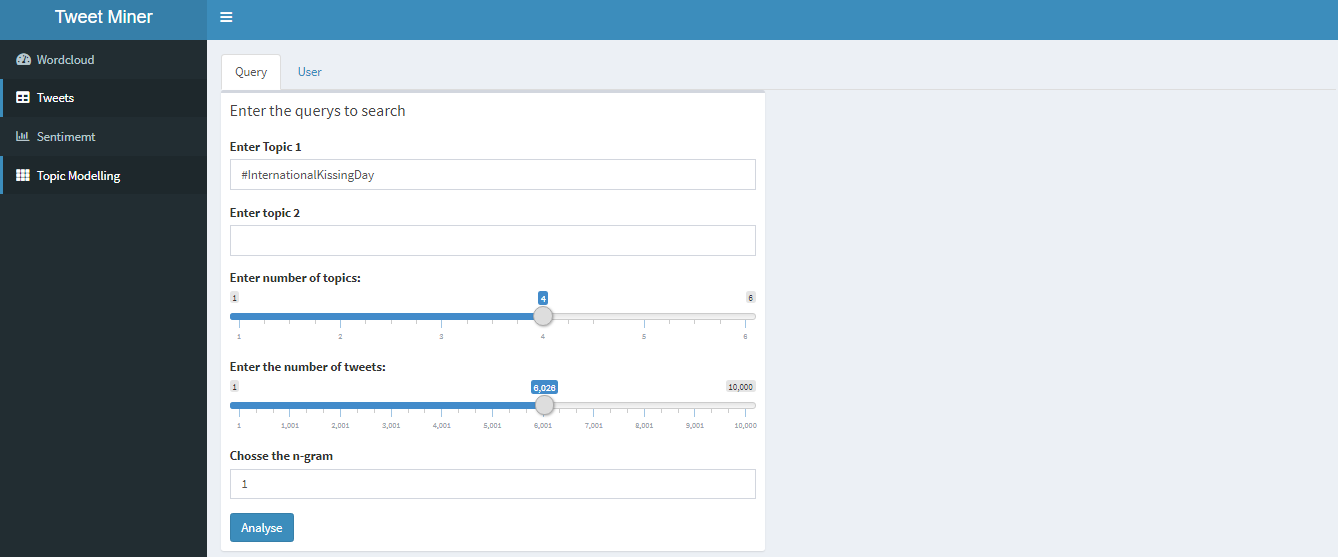 Tweet Miner
Wordcloud
Tweets
Sentimemt
Topic Modelling
Query User
Enter the querys to search
Enter Topic 1
#InternationalKissingDay
Enter topic 2
Enter number of topics:
1 4 6
1 2 3 4 5 6
Enter the number of tweets:
1 6,026 10,000
1 1,001 2,001 3,001 4,001 5,001 6,001 7,001 8,001 9,001 10,000
Chosse the n-gram
1
Analyse